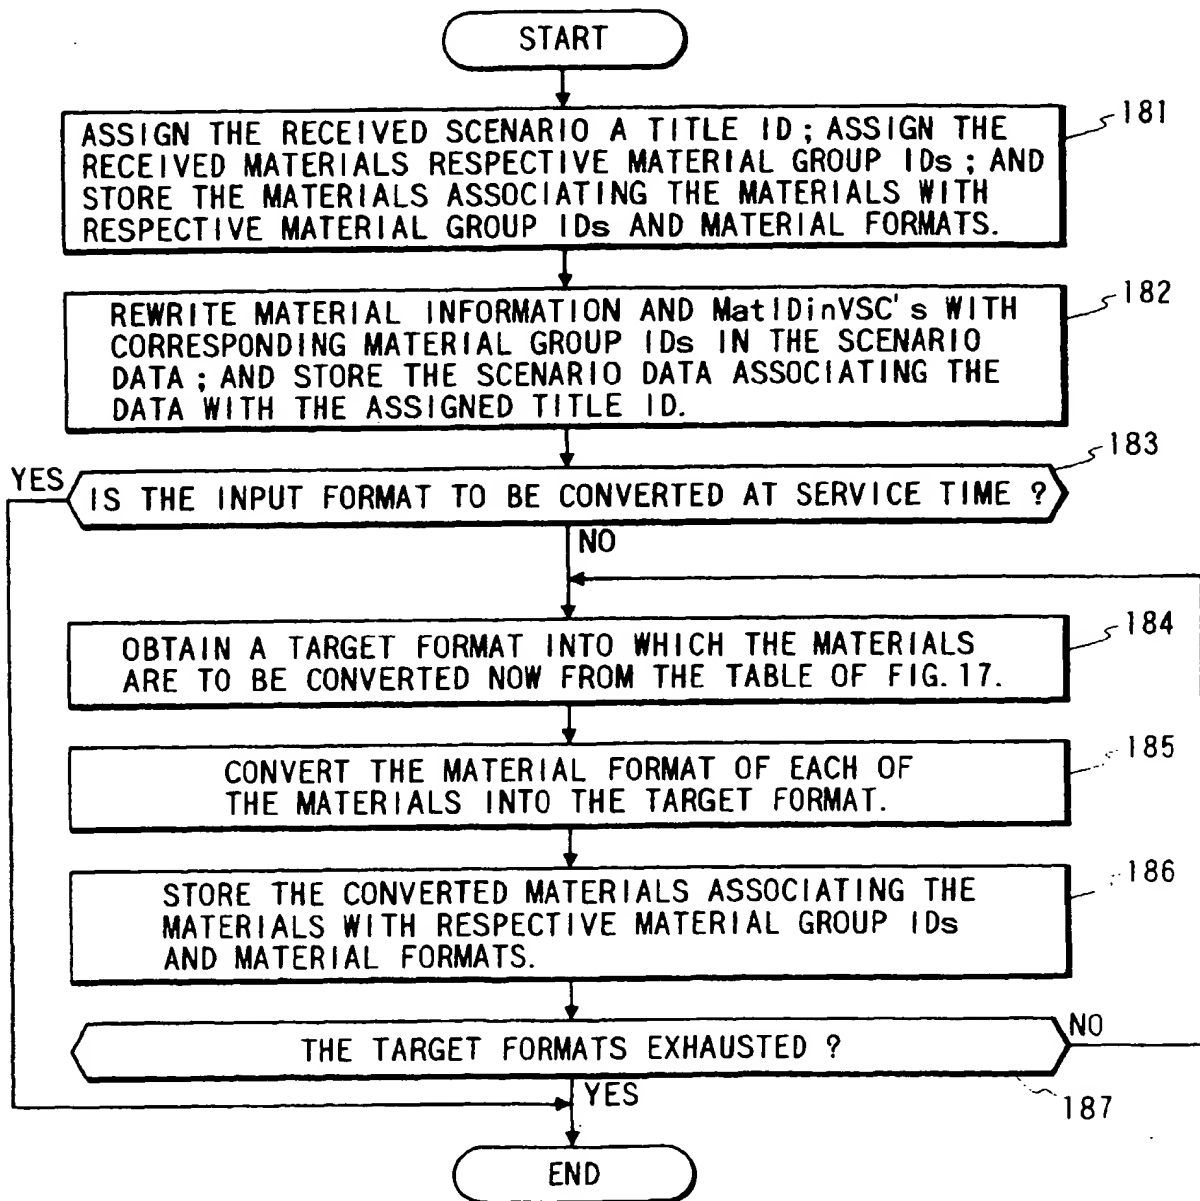 START
181
ASSIGN THE RECEIVED SCENARIO A TITLE ID; ASSIGN THE
RECEIVED MATERIALS RESPECTIVE MATERIAL GROUP IDs; AND
STORE THE MATERIALS ASSOCIATING THE MATERIALS WITH
RESPECTIVE MATERIAL GROUP IDs AND MATERIAL FORMATS.
182
REWRITE MATERIAL INFORMATION AND MatIDinVSC's WITH
CORRESPONDING MATERIAL GROUP IDs IN THE SCENARIO
DATA; AND STORE THE SCENARIO DATA ASSOCIATING THE
DATA WITH THE ASSIGNED TITLE ID.
183
YES
IS THE INPUT FORMAT TO BE CONVERTED AT SERVICE TIME ?
NO
184
OBTAIN A TARGET FORMAT INTO WHICH THE MATERIALS
ARE TO BE CONVERTED NOW FROM THE TABLE OF FIG. 17.
185
CONVERT THE MATERIAL FORMAT OF EACH OF
THE MATERIALS INTO THE TARGET FORMAT.
186
STORE THE CONVERTED MATERIALS ASSOCIATING THE
MATERIALS WITH RESPECTIVE MATERIAL GROUP IDs
AND MATERIAL FORMATS.
NO
THE TARGET FORMATS EXHAUSTED ?
YES
187
END